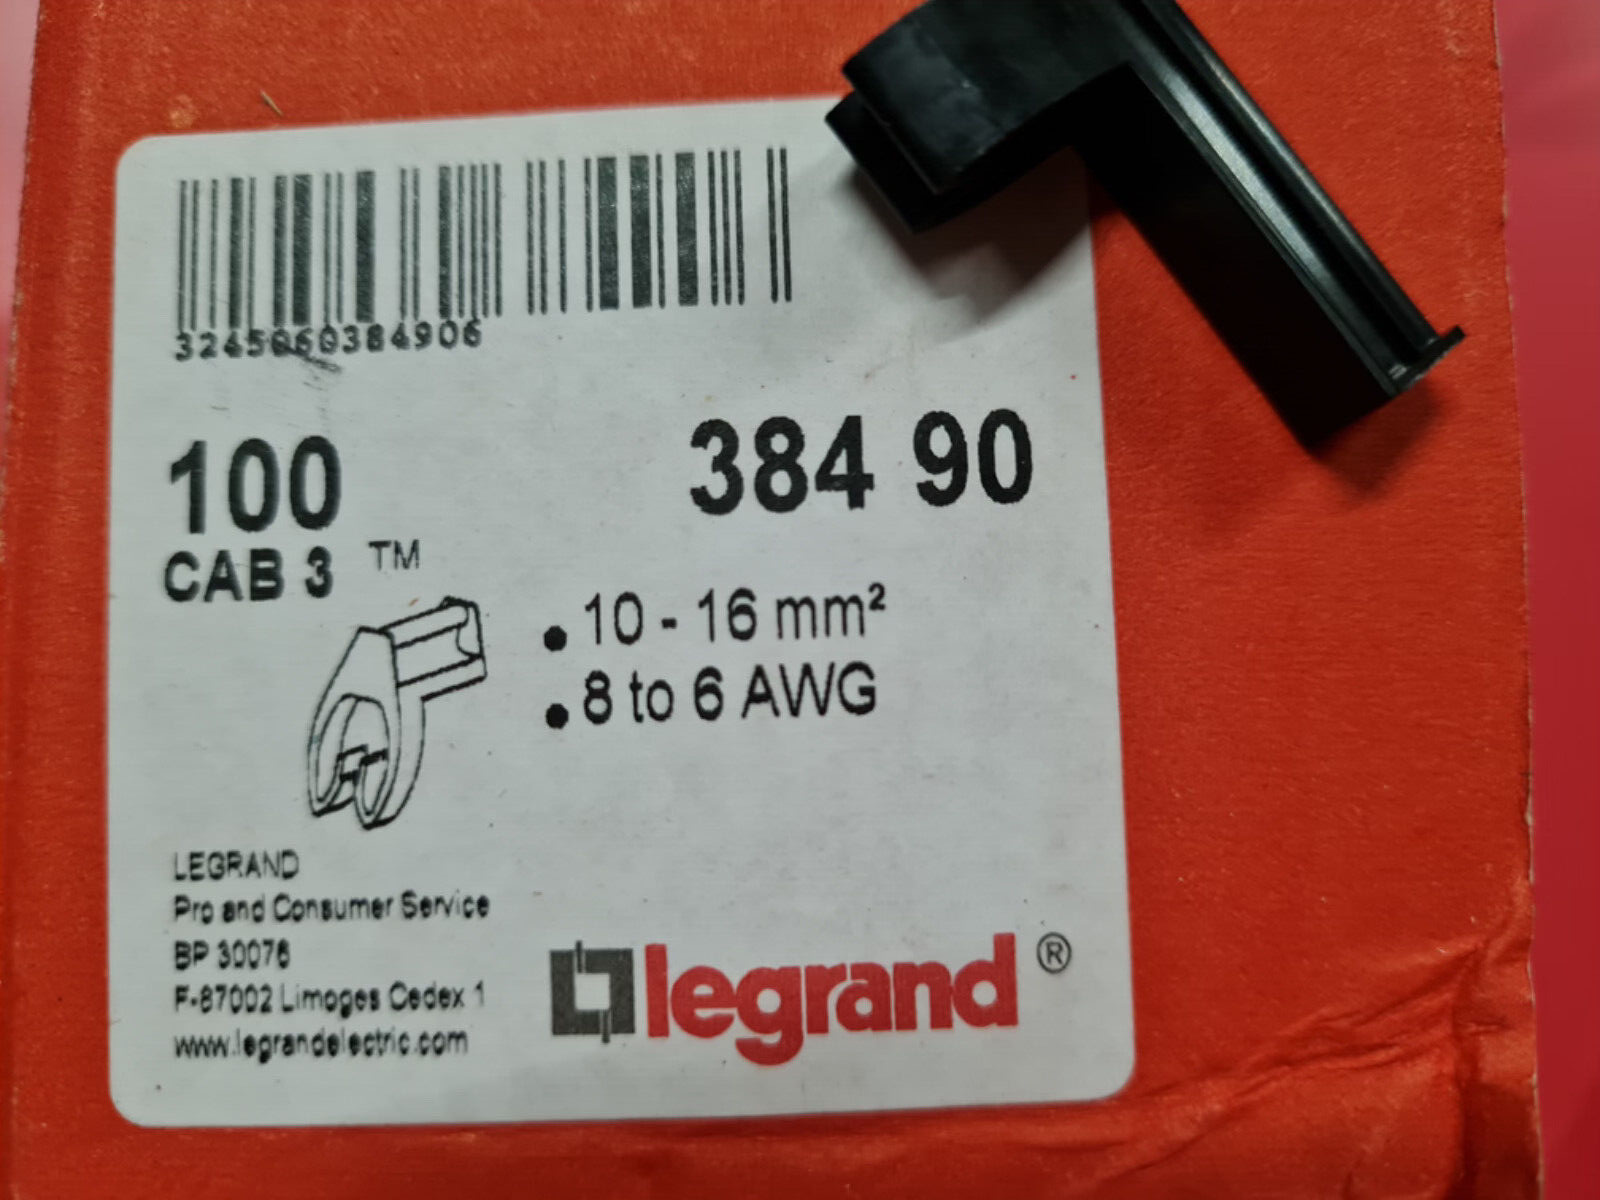 3245060384906
100
384 90
CAB 3 TM
10 - 16 mm²
8 to 6 AWG
LEGRAND
Pro and Consumer Service
BP 30076
F-87002 Limoges Cedex 1
www.legrandelectric.com
legrand ®